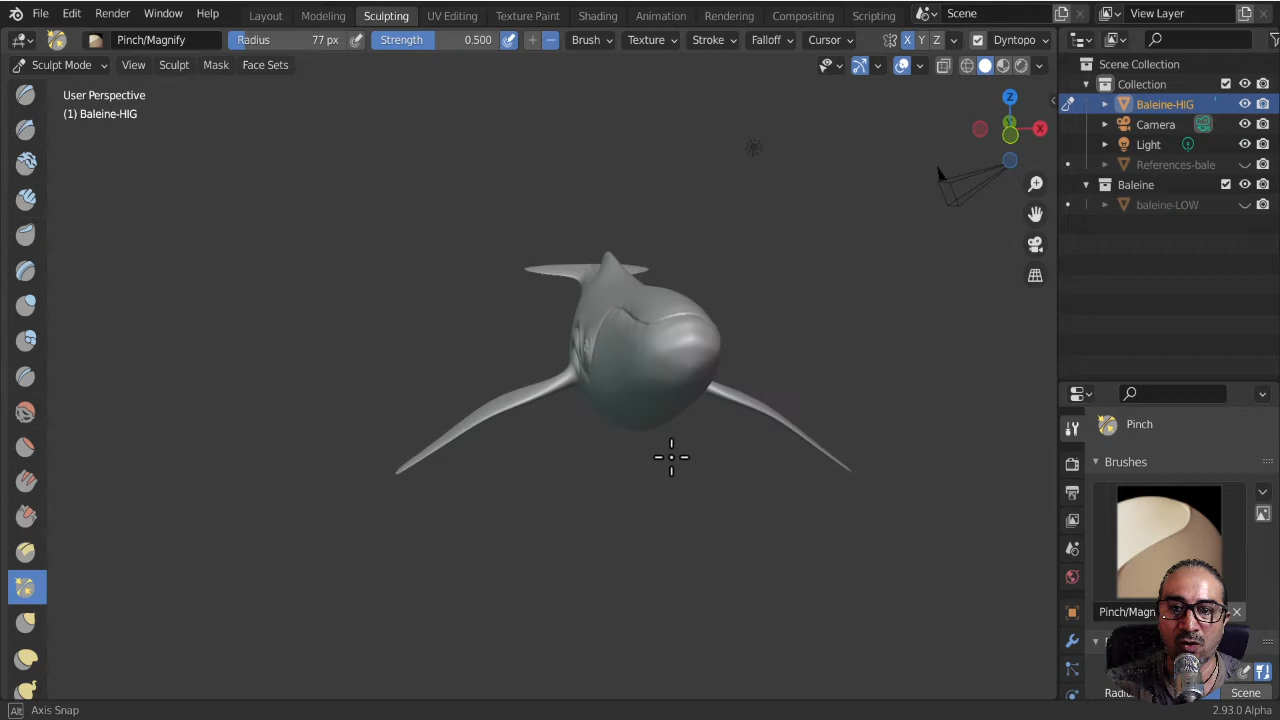 File Edit Render Window Help Layout Modeling Sculpting UV Editing Texture Paint Shading Animation Rendering Compositing Scripting Scene View Layer
Pinch/Magnify Radius 77 px Strength 0.500 Brush Texture Stroke Falloff Cursor X Y Z Dyntopo
Sculpt Mode View Sculpt Mask Face Sets
Scene Collection
Collection
Baleine-HIG
Camera
Light
References-bale
Baleine
baleine-LOW
User Perspective
(1) Baleine-HIG
Z
Y
X
Pinch
Brushes
Pinch/Magn
Scene
Alt Axis Snap
2.93.0 Alpha